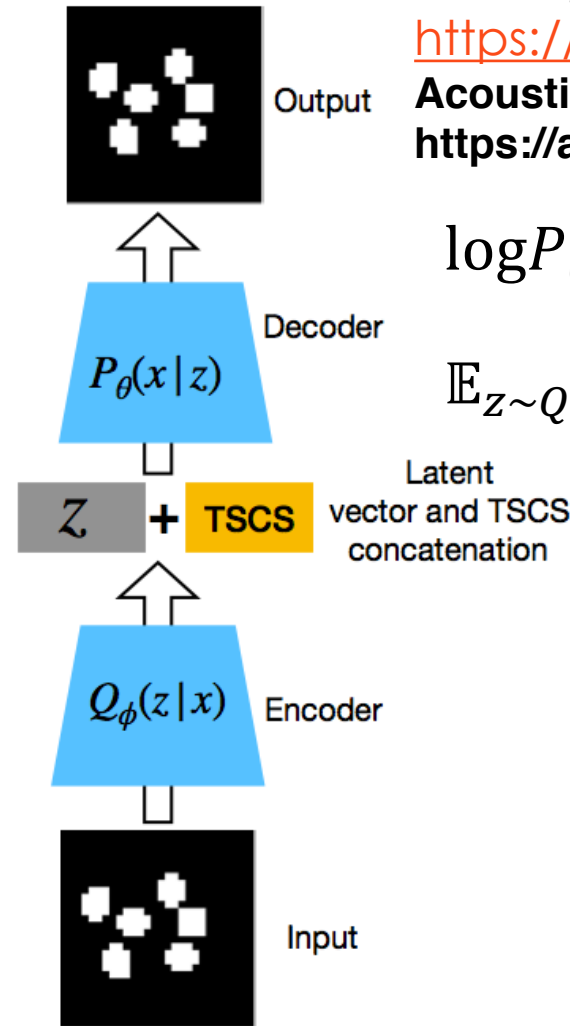 https://
Output
Acousti
https://a
logP
Decoder
P_θ(x|z)
𝔼_{z~Q}
z + TSCS
Latent
vector and TSCS
concatenation
Q_ϕ(z|x)
Encoder
Input